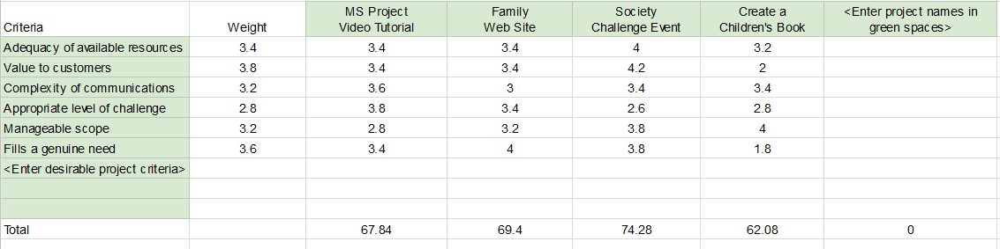 MS Project Family Society Create a <Enter project names in
Criteria Weight Video Tutorial Web Site Challenge Event Children's Book green spaces>
Adequacy of available resources 3.4 3.4 3.4 4 3.2
Value to customers 3.8 3.4 3.4 4.2 2
Complexity of communications 3.2 3.6 3 3.4 3.4
Appropriate level of challenge 2.8 3.8 3.4 2.6 2.8
Manageable scope 3.2 2.8 3.2 3.8 4
Fills a genuine need 3.6 3.4 4 3.8 1.8
<Enter desirable project criteria>
Total 67.84 69.4 74.28 62.08 0